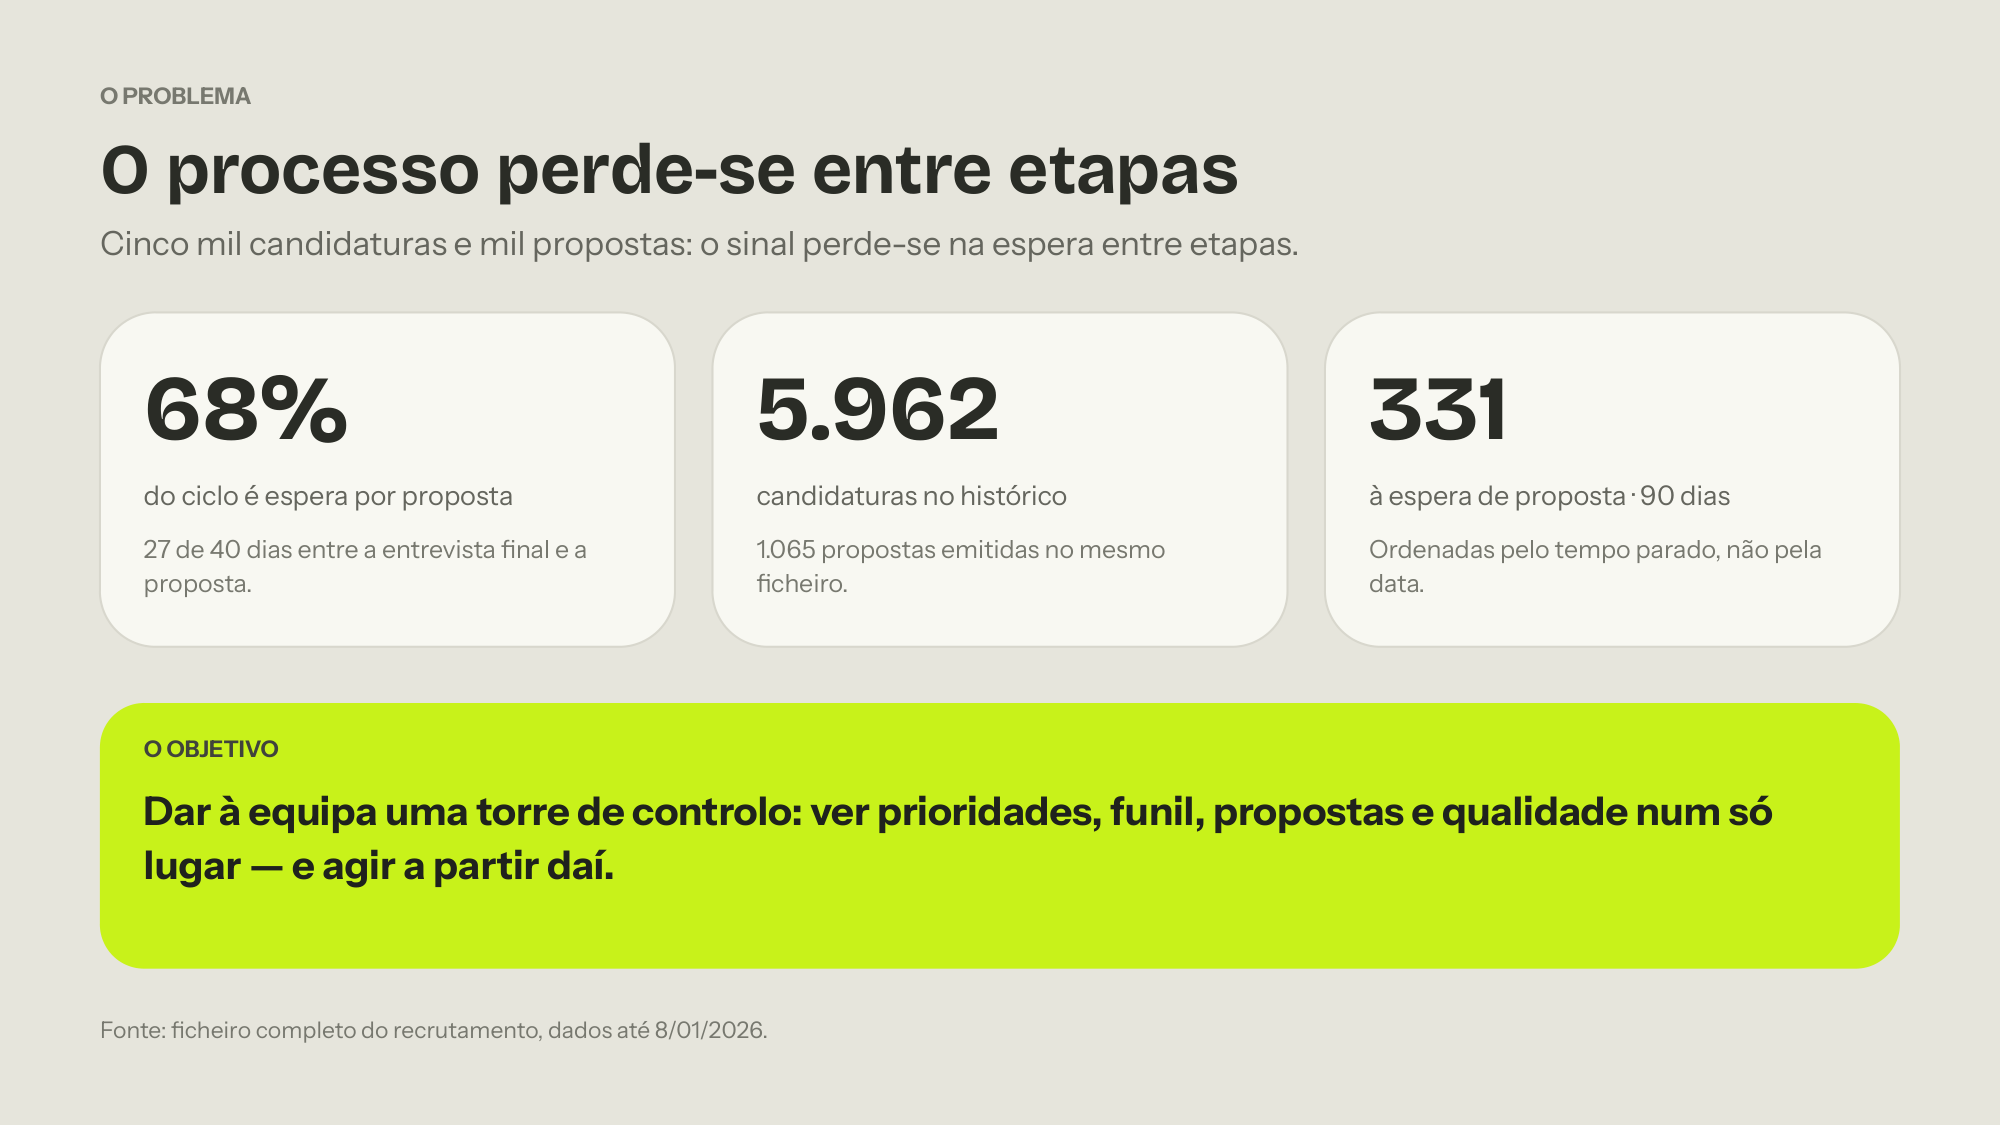 O PROBLEMA
O processo perde-se entre etapas
Cinco mil candidaturas e mil propostas: o sinal perde-se na espera entre etapas.
68%
do ciclo é espera por proposta
27 de 40 dias entre a entrevista final e a
proposta.
5.962
candidaturas no histórico
1.065 propostas emitidas no mesmo
ficheiro.
331
à espera de proposta · 90 dias
Ordenadas pelo tempo parado, não pela
data.
O OBJETIVO
Dar à equipa uma torre de controlo: ver prioridades, funil, propostas e qualidade num só
lugar — e agir a partir daí.
Fonte: ficheiro completo do recrutamento, dados até 8/01/2026.